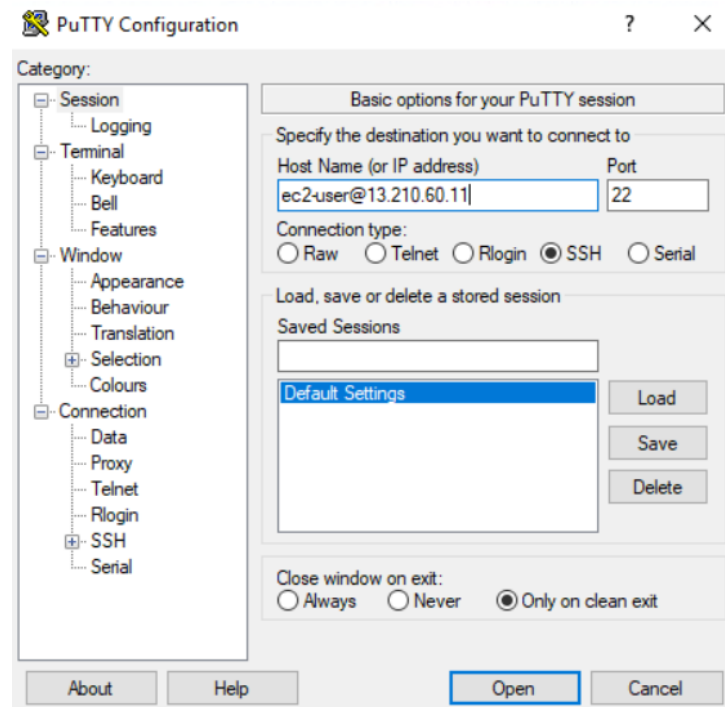 PuTTY Configuration
?
Category:
Session
Logging
Terminal
Keyboard
Bell
Features
Window
Appearance
Behaviour
Translation
Selection
Colours
Connection
Data
Proxy
Telnet
Rlogin
SSH
Serial
Basic options for your PuTTY session
Specify the destination you want to connect to
Host Name (or IP address) Port
ec2-user@13.210.60.11 22
Connection type:
Raw Telnet Rlogin SSH Serial
Load, save or delete a stored session
Saved Sessions
Default Settings
Load
Save
Delete
Close window on exit:
Always Never Only on clean exit
About Help Open Cancel